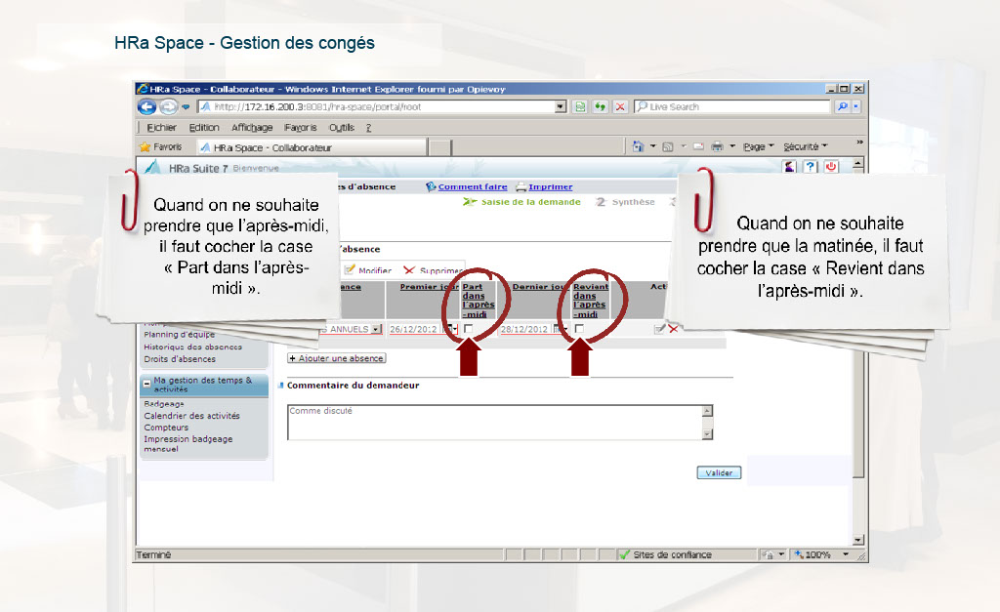 HRa Space - Gestion des congés
HRa Space - Collaborateur - Windows Internet Explorer fourni par Opievoy
http://172.16.200.3:8081/hra-space/portal/root
Live Search
Fichier Edition Affichage Favoris Outils ?
Favoris HRa Space - Collaborateur
Page Sécurité »
HRa Suite 7 Bienvenue
es d'absence Comment faire Imprimer
Saisie de la demande 2 Synthèse
Quand on ne souhaite
prendre que l'après-midi,
il faut cocher la case
« Part dans l'après-
midi ».
Quand on ne souhaite
prendre que la matinée, il faut
cocher la case « Revient dans
l'après-midi ».
'absence
Modifier Supprimer
ence Premier jour Part dans l'après-midi Dernier jour Revient dans l'après-midi Acti
ANNUELS 26/12/2012 28/12/2012
Ajouter une absence
Planning d'équipe
Historique des absences
Droits d'absences
Ma gestion des temps &
activités
Badgeage
Calendrier des activités
Compteurs
Impression badgeage
mensuel
Commentaire du demandeur
Comme discuté
Valider
Terminé Sites de confiance 100%